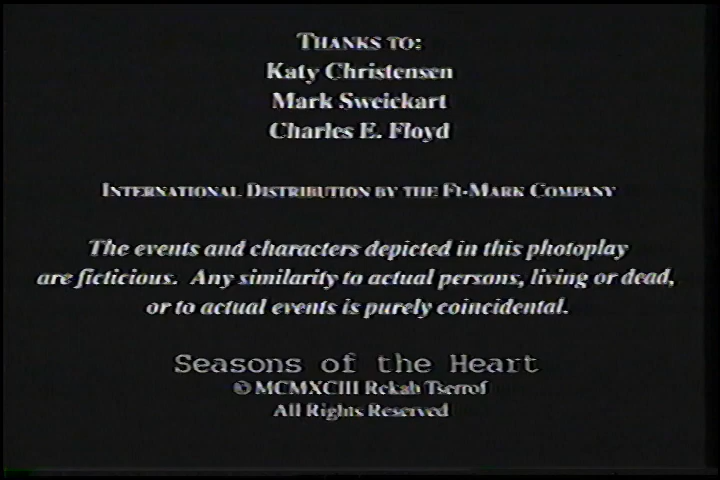 THANKS TO:
Katy Christensen
Mark Sweickart
Charles E. Floyd
INTERNATIONAL DISTRIBUTION BY THE FI-MARK COMPANY
The events and characters depicted in this photoplay
are ficticious. Any similarity to actual persons, living or dead,
or to actual events is purely coincidental.
Seasons of the Heart
© MCMXCIII Rekab Tserrof
All Rights Reserved